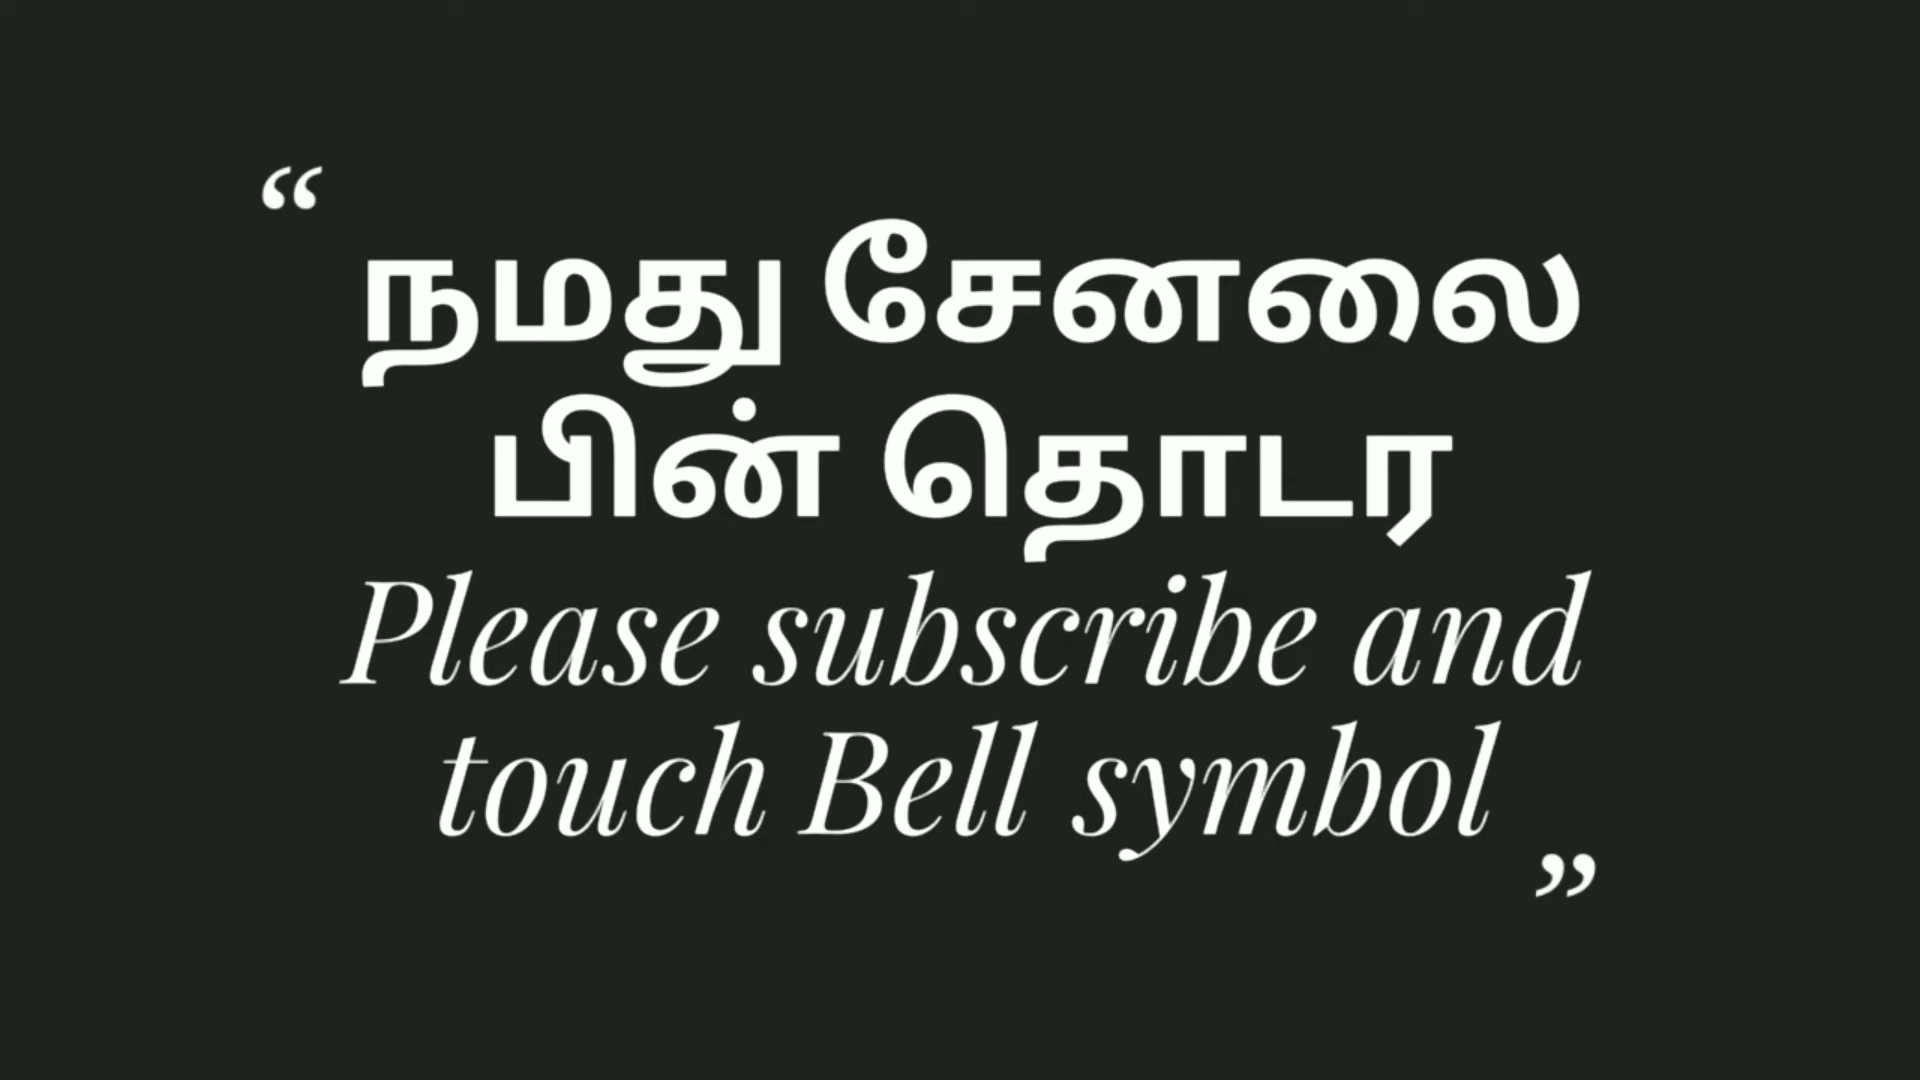 “
நமது சேனலை
பின் தொடர
Please subscribe and
touch Bell symbol
”